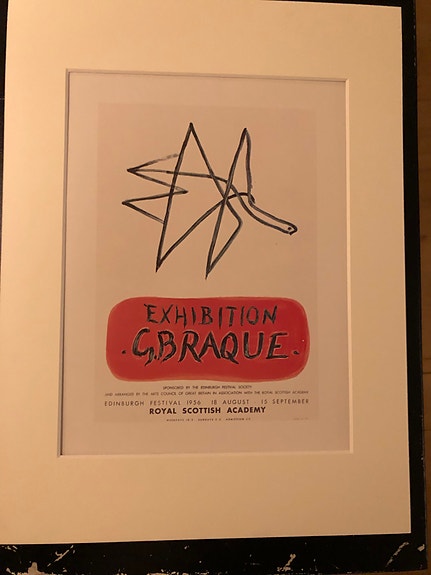 EXHIBITION
. G.BRAQUE .
SPONSORED BY THE EDINBURGH FESTIVAL SOCIETY
AND ARRANGED BY THE ARTS COUNCIL OF GREAT BRITAIN IN ASSOCIATION WITH THE ROYAL SCOTTISH ACADEMY
EDINBURGH FESTIVAL 1956 18 AUGUST 15 SEPTEMBER
ROYAL SCOTTISH ACADEMY